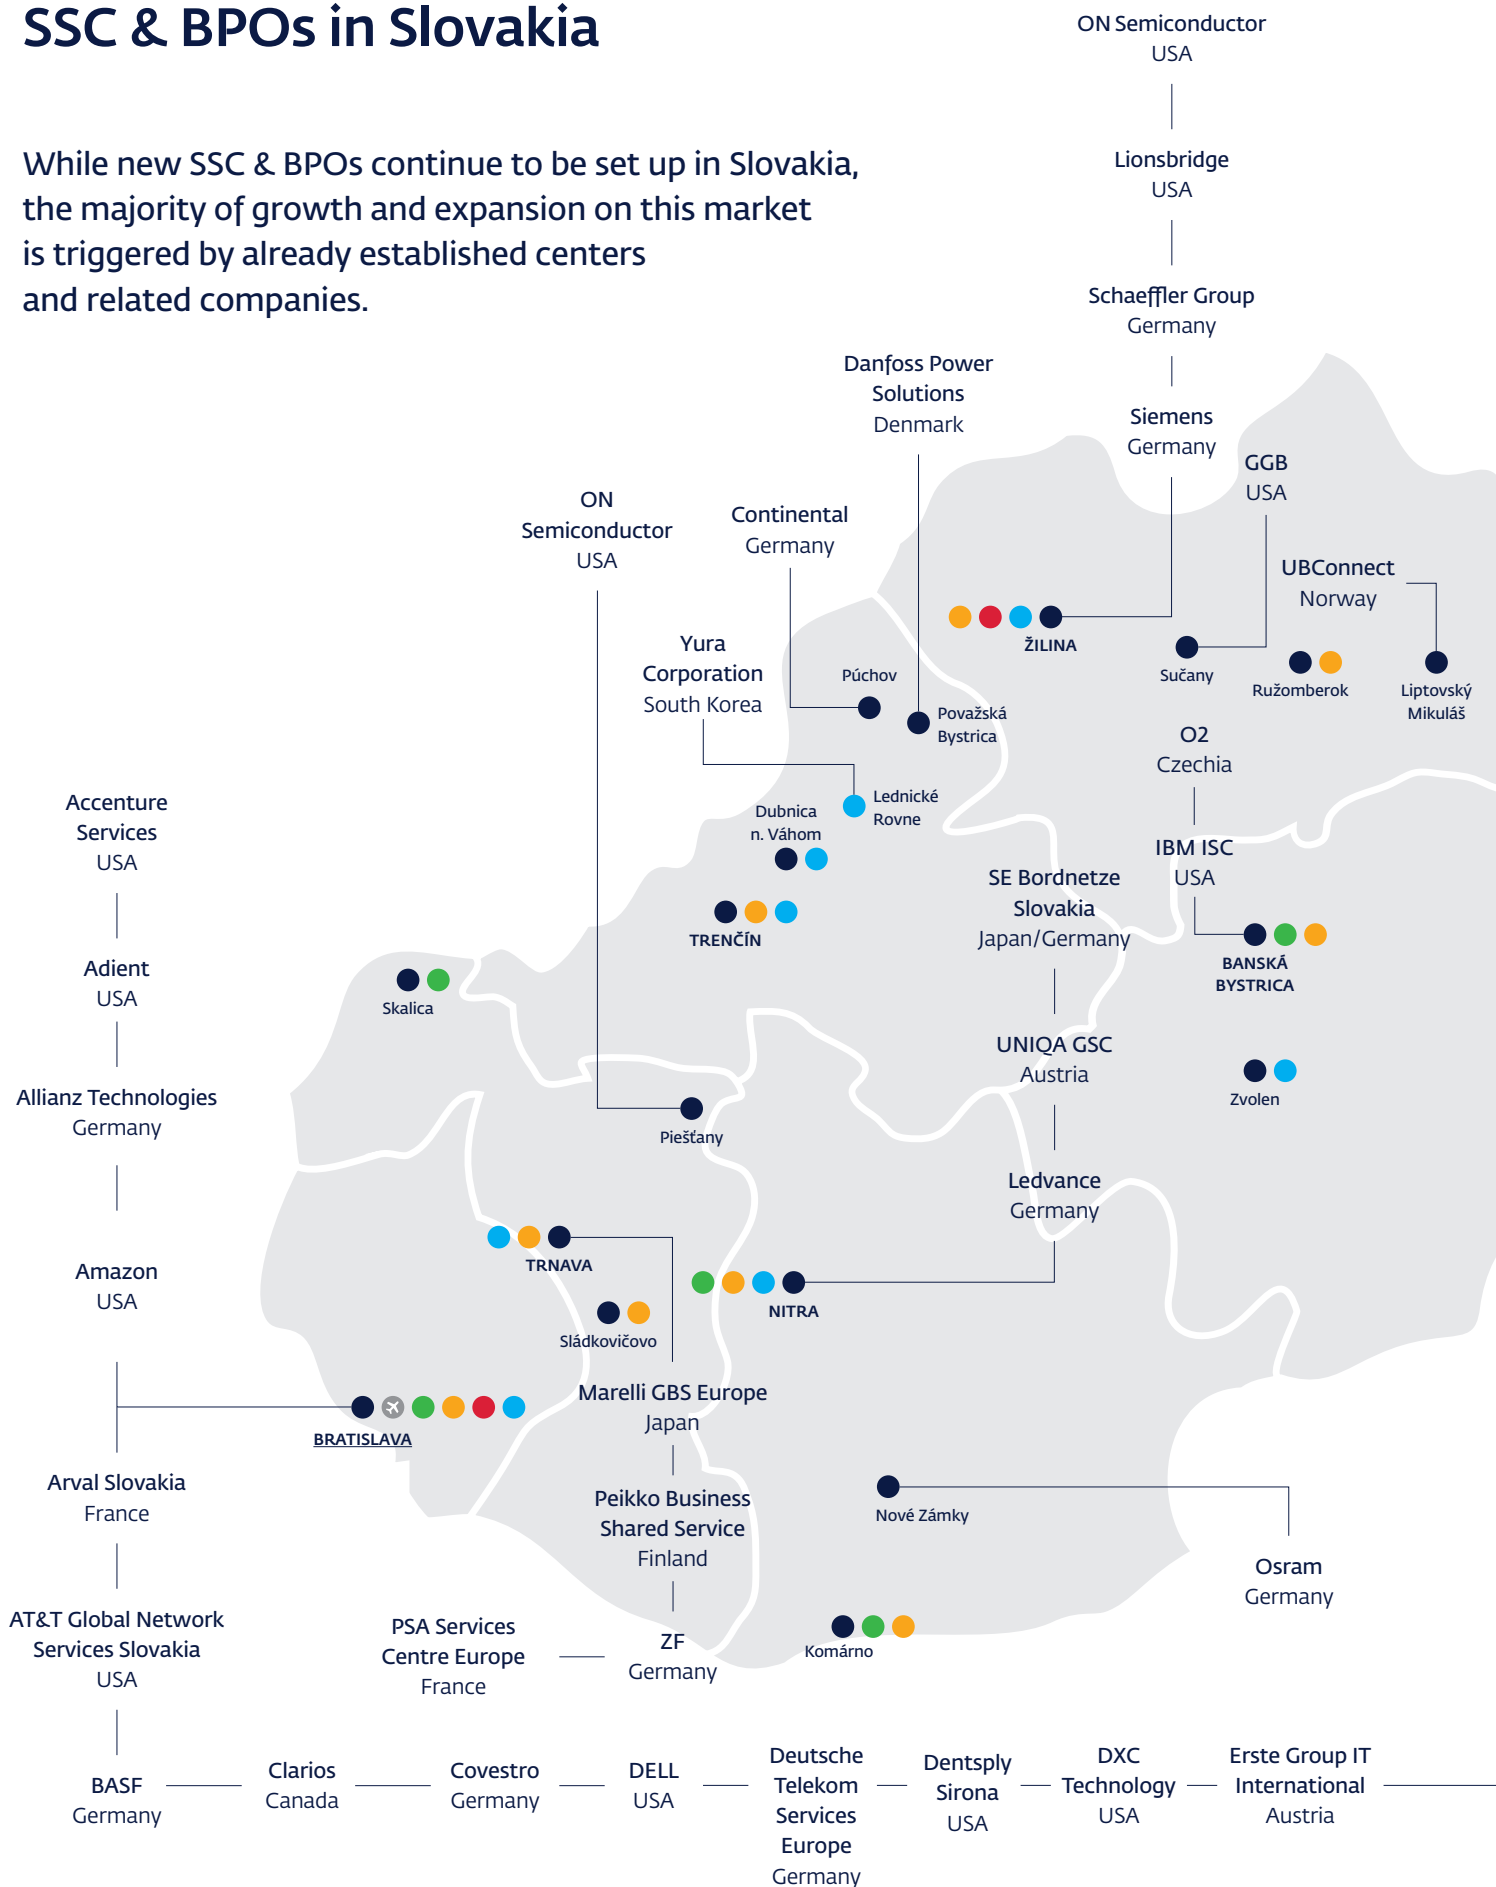 SSC & BPOs in Slovakia
While new SSC & BPOs continue to be set up in Slovakia,
the majority of growth and expansion on this market
is triggered by already established centers
and related companies.
ON Semiconductor
USA
Lionsbridge
USA
Schaeffler Group
Germany
Siemens
Germany
Danfoss Power
Solutions
Denmark
GGB
USA
ON
Semiconductor
USA
Continental
Germany
UBConnect
Norway
Yura
Corporation
South Korea
ŽILINA
Púchov
Sučany
Ružomberok
Liptovský
Mikuláš
Považská
Bystrica
O2
Czechia
Lednické
Rovne
Dubnica
n. Váhom
Accenture
Services
USA
IBM ISC
USA
SE Bordnetze
Slovakia
Japan/Germany
TRENČÍN
BANSKÁ
BYSTRICA
Adient
USA
Skalica
UNIQA GSC
Austria
Allianz Technologies
Germany
Zvolen
Piešťany
Ledvance
Germany
Amazon
USA
TRNAVA
NITRA
Sládkovičovo
Marelli GBS Europe
Japan
BRATISLAVA
Arval Slovakia
France
Peikko Business
Shared Service
Finland
Nové Zámky
Osram
Germany
AT&T Global Network
Services Slovakia
USA
PSA Services
Centre Europe
France
ZF
Germany
Komárno
BASF
Germany
Clarios
Canada
Covestro
Germany
DELL
USA
Deutsche
Telekom
Services
Europe
Germany
Dentsply
Sirona
USA
DXC
Technology
USA
Erste Group IT
International
Austria